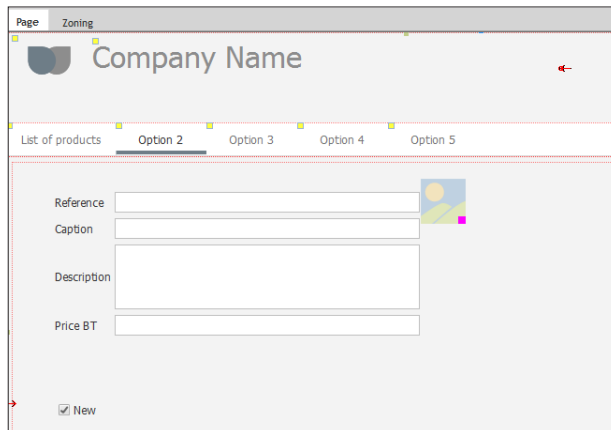 Page Zoning
Company Name
List of products Option 2 Option 3 Option 4 Option 5
Reference
Caption
Description
Price BT
New